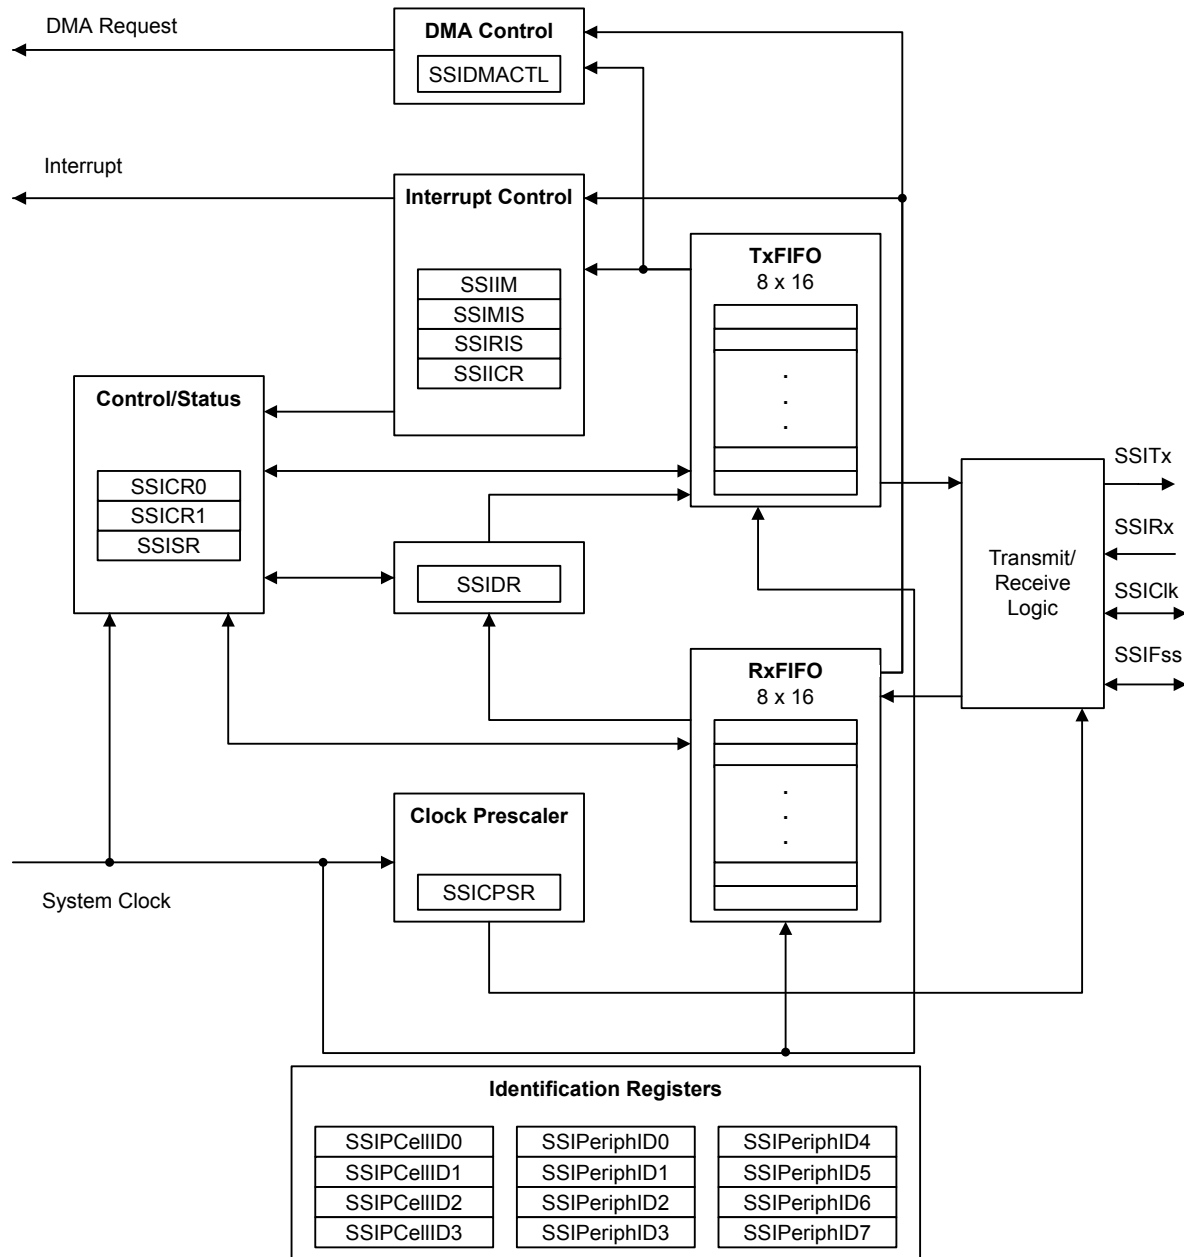 DMA Request
DMA Control
SSIDMACTL
Interrupt
Interrupt Control
SSIIM
SSIMIS
SSIRIS
SSIICR
TxFIFO
8 x 16
.
.
.
Control/Status
SSICR0
SSICR1
SSISR
SSIDR
Transmit/
Receive
Logic
SSITx
SSIRx
SSIClk
SSIFss
RxFIFO
8 x 16
.
.
.
Clock Prescaler
SSICPSR
System Clock
Identification Registers
SSIPCellID0
SSIPCellID1
SSIPCellID2
SSIPCellID3
SSIPeriphID0
SSIPeriphID1
SSIPeriphID2
SSIPeriphID3
SSIPeriphID4
SSIPeriphID5
SSIPeriphID6
SSIPeriphID7